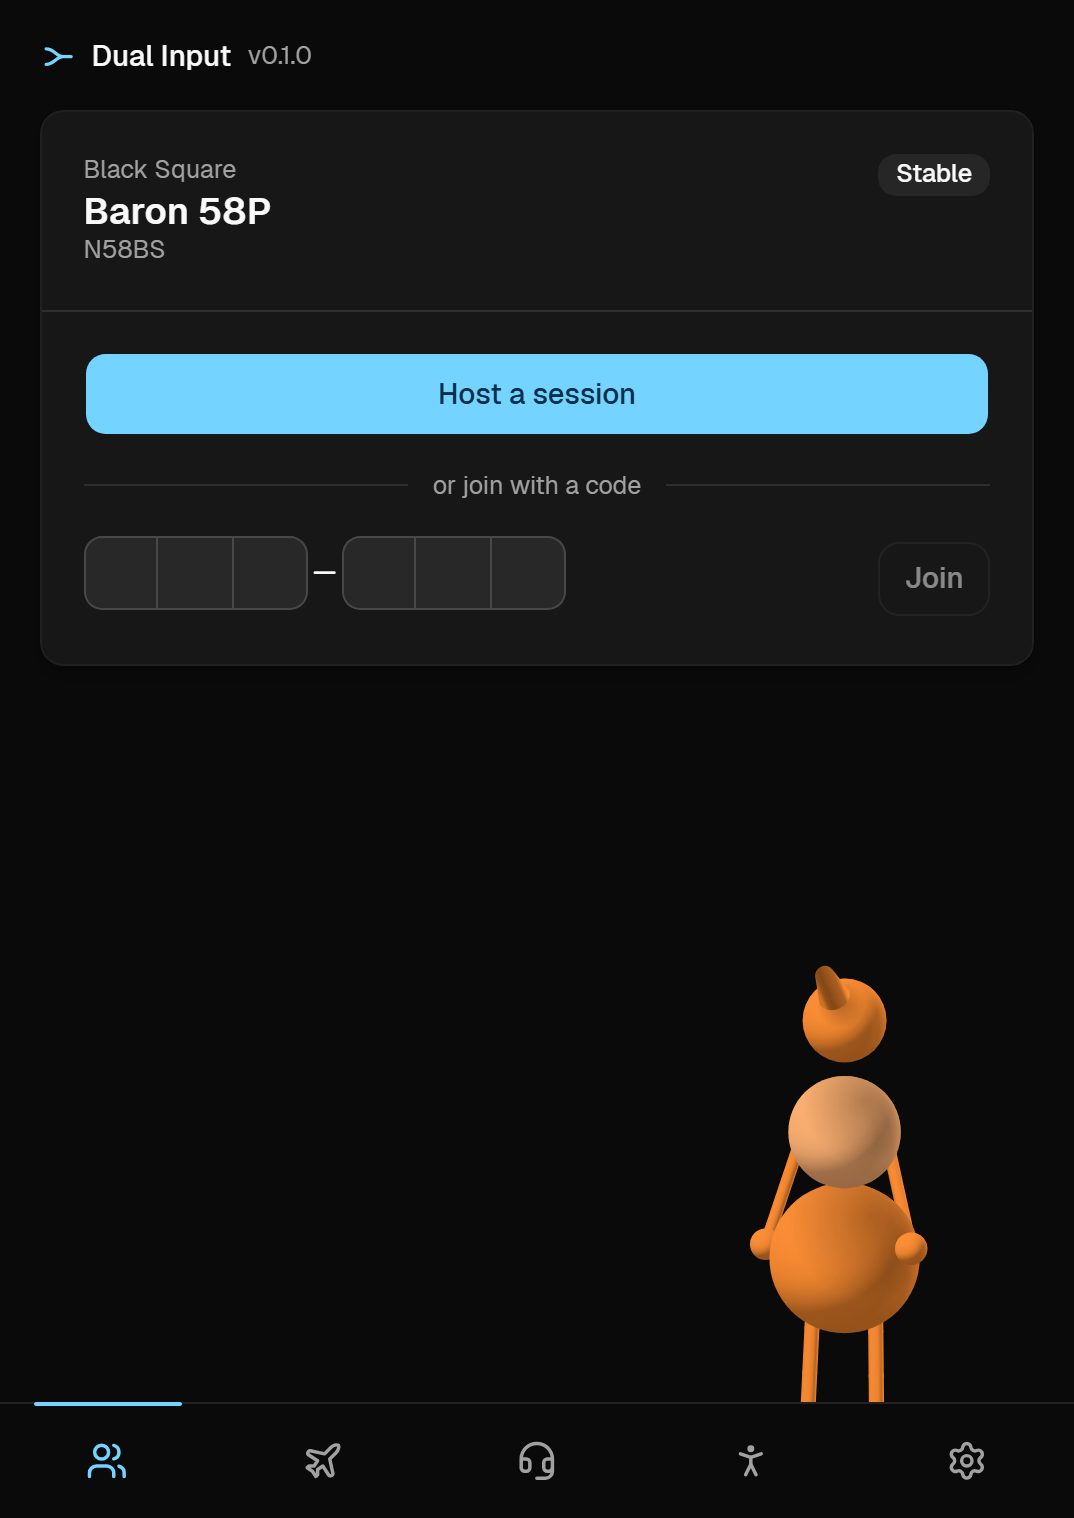 Dual Input v0.1.0
Black Square
Stable
Baron 58P
N58BS
Host a session
or join with a code
—
Join